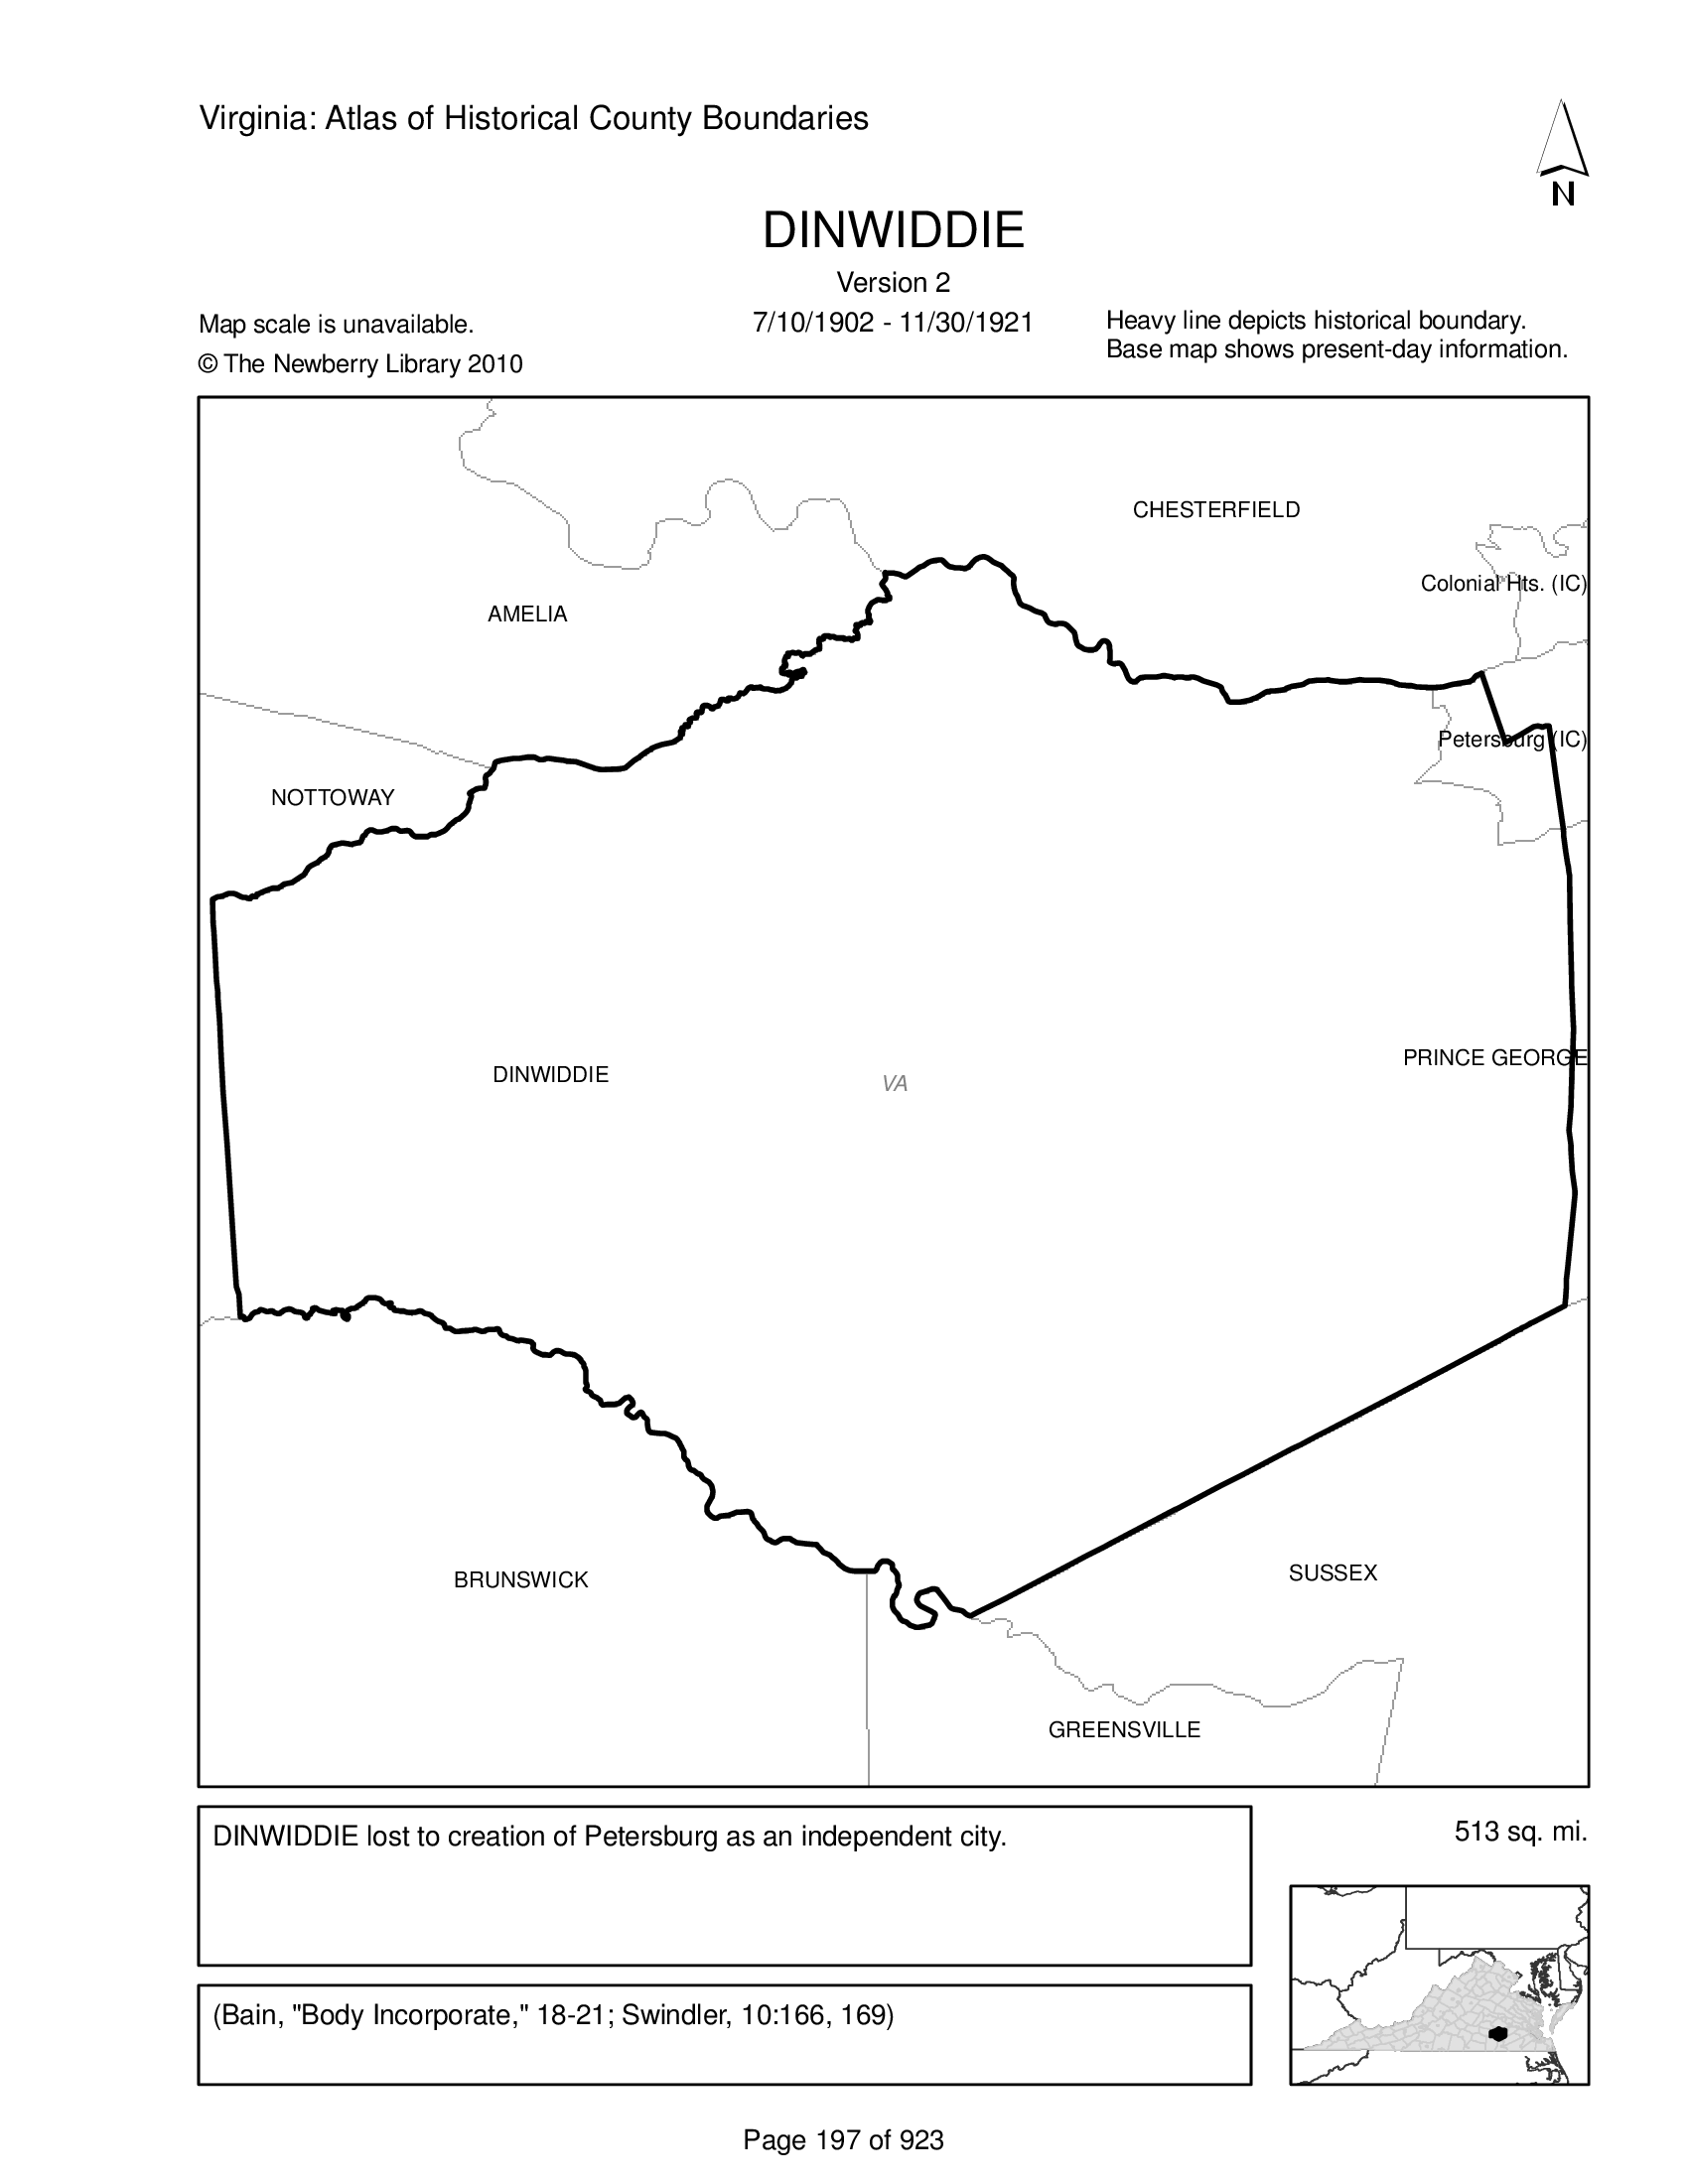 Virginia: Atlas of Historical County Boundaries
N
DINWIDDIE
Version 2
7/10/1902 - 11/30/1921
Map scale is unavailable.
© The Newberry Library 2010
Heavy line depicts historical boundary.
Base map shows present-day information.
CHESTERFIELD
Colonial Hts. (IC)
AMELIA
Petersburg (IC)
NOTTOWAY
PRINCE GEORGE
DINWIDDIE
VA
SUSSEX
BRUNSWICK
GREENSVILLE
DINWIDDIE lost to creation of Petersburg as an independent city.
513 sq. mi.
(Bain, "Body Incorporate," 18-21; Swindler, 10:166, 169)
Page 197 of 923